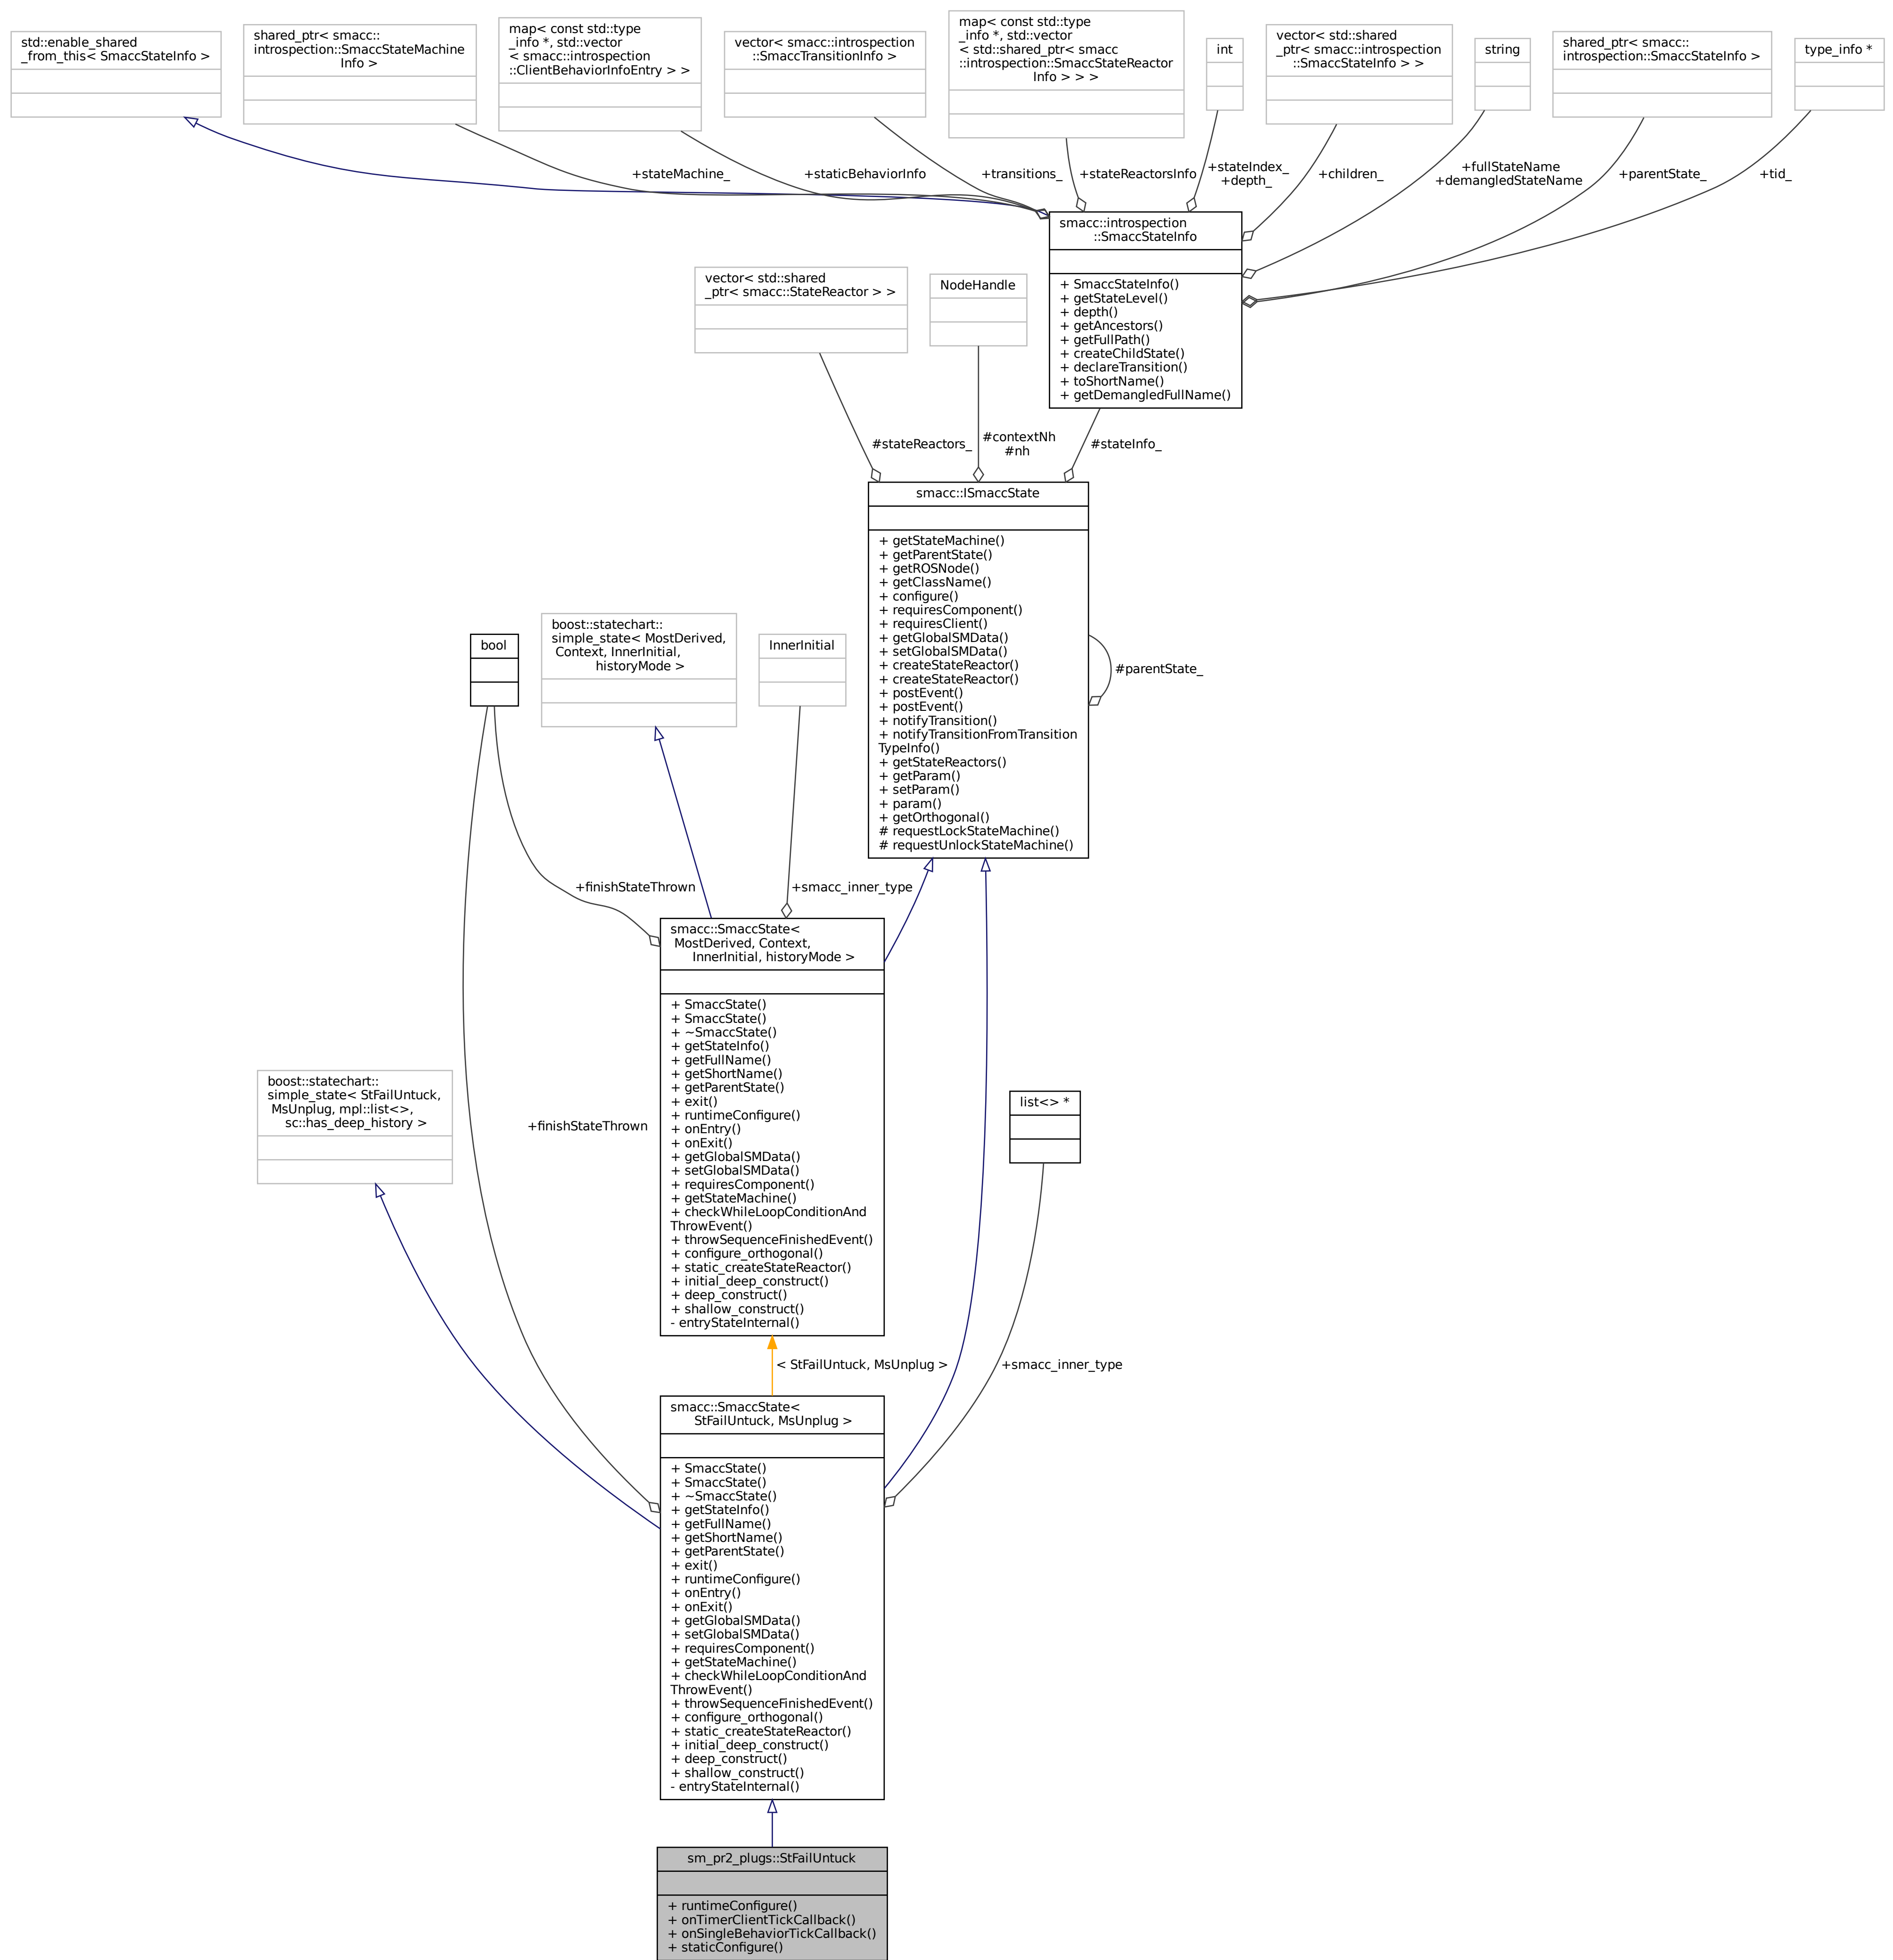 std::enable_shared
_from_this< SmaccStateInfo >
shared_ptr< smacc::
introspection::SmaccStateMachine
Info >
map< const std::type
_info *, std::vector
< smacc::introspection
::ClientBehaviorInfoEntry > >
vector< smacc::introspection
::SmaccTransitionInfo >
map< const std::type
_info *, std::vector
< std::shared_ptr< smacc
::introspection::SmaccStateReactor
Info > > >
int
vector< std::shared
_ptr< smacc::introspection
::SmaccStateInfo > >
string
shared_ptr< smacc::
introspection::SmaccStateInfo >
type_info *
+stateMachine_
+staticBehaviorInfo
+transitions_
+stateReactorsInfo
+stateIndex_
+depth_
+children_
+fullStateName
+demangledStateName
+parentState_
+tid_
smacc::introspection
::SmaccStateInfo
+ SmaccStateInfo()
+ getStateLevel()
+ depth()
+ getAncestors()
+ getFullPath()
+ createChildState()
+ declareTransition()
+ toShortName()
+ getDemangledFullName()
vector< std::shared
_ptr< smacc::StateReactor > >
NodeHandle
#stateReactors_
#contextNh
#nh
#stateInfo_
smacc::ISmaccState
+ getStateMachine()
+ getParentState()
+ getROSNode()
+ getClassName()
+ configure()
+ requiresComponent()
+ requiresClient()
+ getGlobalSMData()
+ setGlobalSMData()
+ createStateReactor()
+ createStateReactor()
+ postEvent()
+ postEvent()
+ notifyTransition()
+ notifyTransitionFromTransition
TypeInfo()
+ getStateReactors()
+ getParam()
+ setParam()
+ param()
+ getOrthogonal()
# requestLockStateMachine()
# requestUnlockStateMachine()
#parentState_
bool
boost::statechart::
simple_state< MostDerived,
Context, InnerInitial,
historyMode >
InnerInitial
+finishStateThrown
+smacc_inner_type
smacc::SmaccState<
MostDerived, Context,
InnerInitial, historyMode >
+ SmaccState()
+ SmaccState()
+ ~SmaccState()
+ getStateInfo()
+ getFullName()
+ getShortName()
+ getParentState()
+ exit()
+ runtimeConfigure()
+ onEntry()
+ onExit()
+ getGlobalSMData()
+ setGlobalSMData()
+ requiresComponent()
+ getStateMachine()
+ checkWhileLoopConditionAnd
ThrowEvent()
+ throwSequenceFinishedEvent()
+ configure_orthogonal()
+ static_createStateReactor()
+ initial_deep_construct()
+ deep_construct()
+ shallow_construct()
- entryStateInternal()
boost::statechart::
simple_state< StFailUntuck,
MsUnplug, mpl::list<>,
sc::has_deep_history >
+finishStateThrown
list<> *
< StFailUntuck, MsUnplug >
+smacc_inner_type
smacc::SmaccState<
StFailUntuck, MsUnplug >
+ SmaccState()
+ SmaccState()
+ ~SmaccState()
+ getStateInfo()
+ getFullName()
+ getShortName()
+ getParentState()
+ exit()
+ runtimeConfigure()
+ onEntry()
+ onExit()
+ getGlobalSMData()
+ setGlobalSMData()
+ requiresComponent()
+ getStateMachine()
+ checkWhileLoopConditionAnd
ThrowEvent()
+ throwSequenceFinishedEvent()
+ configure_orthogonal()
+ static_createStateReactor()
+ initial_deep_construct()
+ deep_construct()
+ shallow_construct()
- entryStateInternal()
sm_pr2_plugs::StFailUntuck
+ runtimeConfigure()
+ onTimerClientTickCallback()
+ onSingleBehaviorTickCallback()
+ staticConfigure()